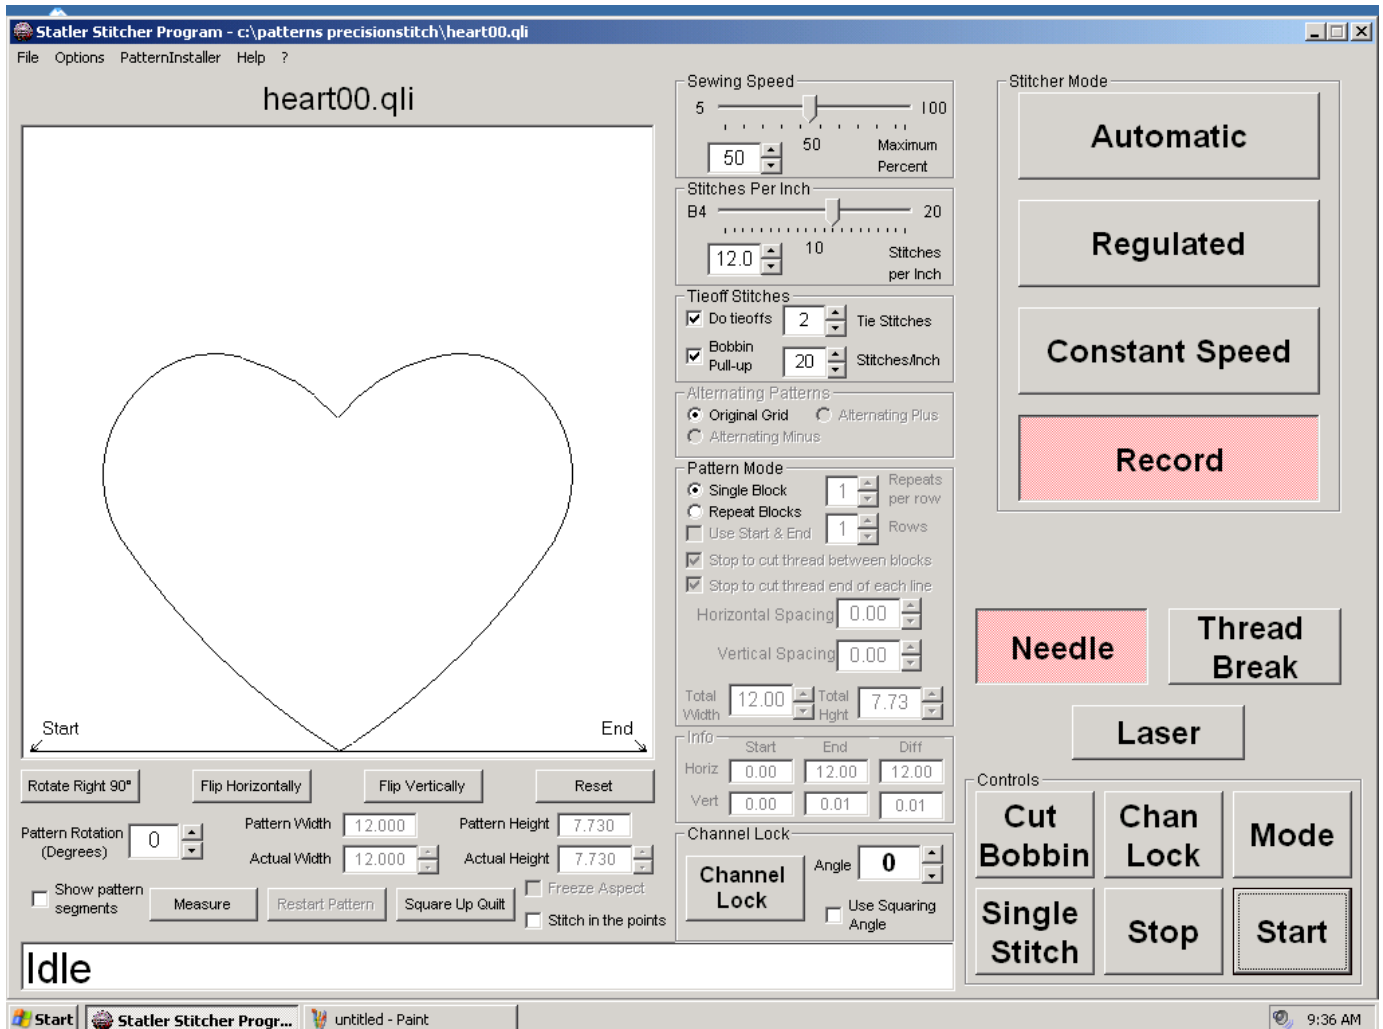 Statler Stitcher Program - c:\patterns precisionstitch\heart00.qli
File Options PatternInstaller Help ?
heart00.qli
Start
End
Rotate Right 90°
Flip Horizontally
Flip Vertically
Reset
Pattern Rotation
(Degrees)
0
Pattern Width 12.000
Pattern Height 7.730
Actual Width 12.000
Actual Height 7.730
Show pattern
segments
Measure
Restart Pattern
Square Up Quilt
Freeze Aspect
Stitch in the points
Idle
Sewing Speed
5 100
50
50
Maximum
Percent
Stitches Per Inch
B4 20
12.0
10
Stitches
per Inch
Tieoff Stitches
Do tieoffs 2 Tie Stitches
Bobbin
Pull-up
20 Stitches/Inch
Alternating Patterns
Original Grid Alternating Plus
Alternating Minus
Pattern Mode
Single Block
1 Repeats
per row
Repeat Blocks
Use Start & End 1 Rows
Stop to cut thread between blocks
Stop to cut thread end of each line
Horizontal Spacing 0.00
Vertical Spacing 0.00
Total
Width
12.00
Total
Hght
7.73
Info
Start End Diff
Horiz 0.00 12.00 12.00
Vert 0.00 0.01 0.01
Channel Lock
Channel
Lock
Angle 0
Use Squaring
Angle
Stitcher Mode
Automatic
Regulated
Constant Speed
Record
Needle
Thread
Break
Laser
Controls
Cut
Bobbin
Chan
Lock
Mode
Single
Stitch
Stop
Start
Start
Statler Stitcher Progr...
untitled - Paint
9:36 AM